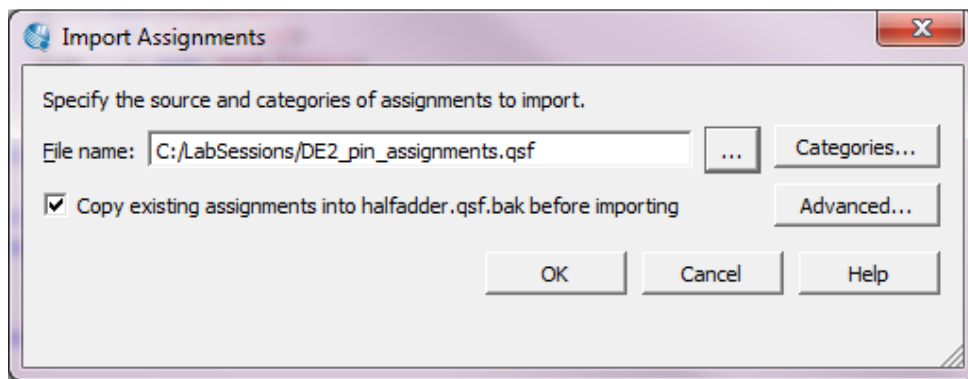 Import Assignments
Specify the source and categories of assignments to import.
File name: C:/LabSessions/DE2_pin_assignments.qsf ... Categories...
Copy existing assignments into halfadder.qsf.bak before importing Advanced...
OK Cancel Help